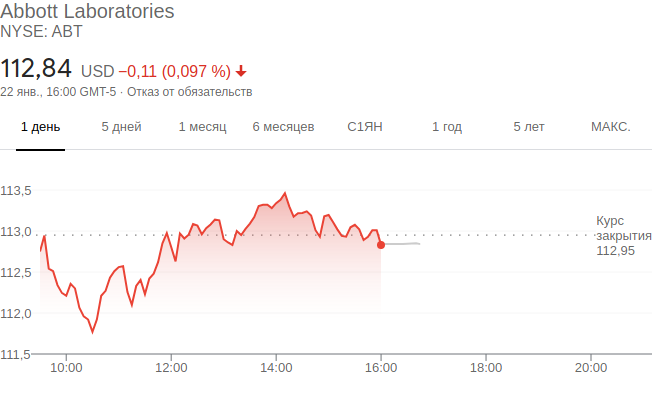 Abbott Laboratories
NYSE: ABT
112,84 USD −0,11 (0,097 %)
22 янв., 16:00 GMT-5 · Отказ от обязательств
1 день 5 дней 1 месяц 6 месяцев С1ЯН 1 год 5 лет МАКС.
113,5
113,0
112,5
112,0
111,5
Курс
закрытия
112,95
10:00 12:00 14:00 16:00 18:00 20:00